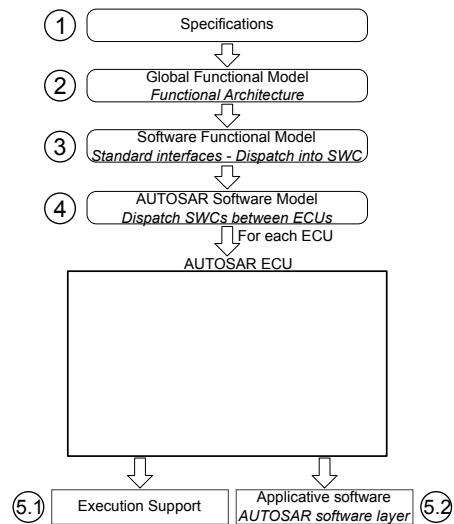 1
Specifications
2
Global Functional Model
Functional Architecture
3
Software Functional Model
Standard interfaces - Dispatch into SWC
4
AUTOSAR Software Model
Dispatch SWCs between ECUs
For each ECU
AUTOSAR ECU
5.1
Execution Support
Applicative software
AUTOSAR software layer
5.2